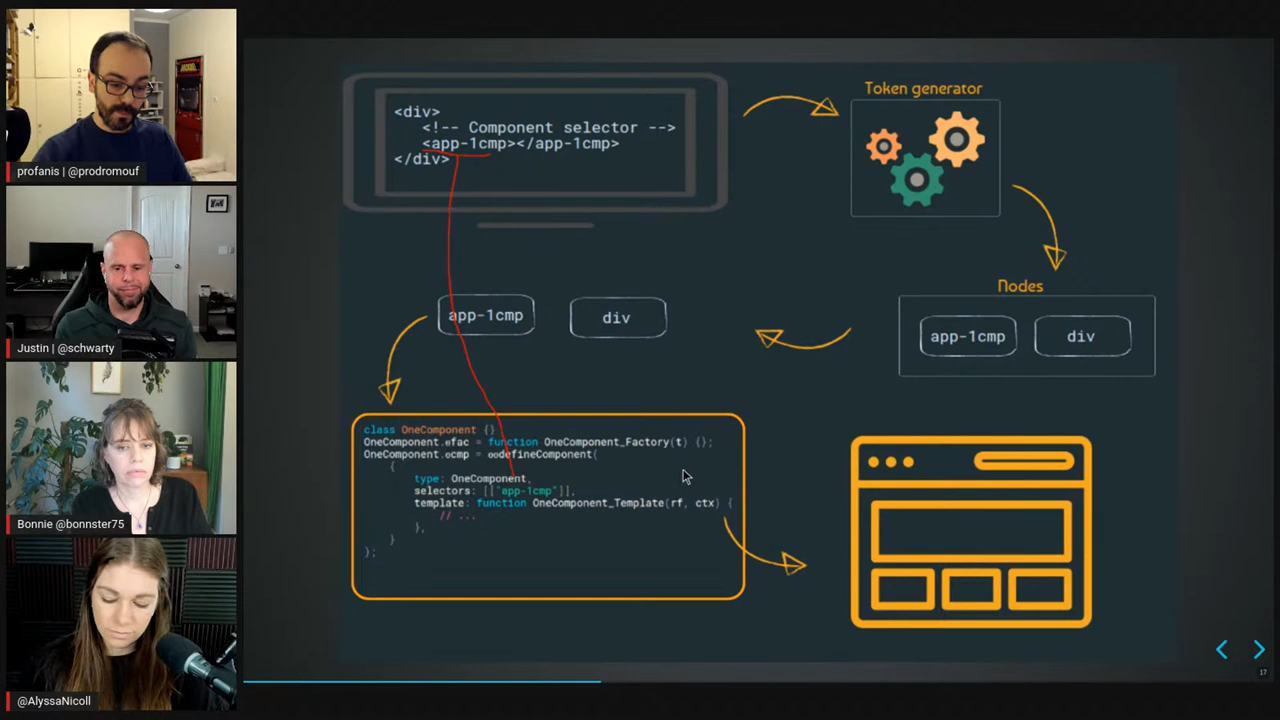 profanis | @prodromouf
Justin | @schwarty
Bonnie @bonnster75
@AlyssaNicoll
<div>
<!-- Component selector -->
<app-1cmp></app-1cmp>
</div>
Token generator
Nodes
app-1cmp
div
app-1cmp
div
class OneComponent {}
OneComponent.ɵfac = function OneComponent_Factory(t) {};
OneComponent.ɵcmp = ɵɵdefineComponent(
{
type: OneComponent,
selectors: [["app-1cmp"]],
template: function OneComponent_Template(rf, ctx) {
// ...
},
}
);
17